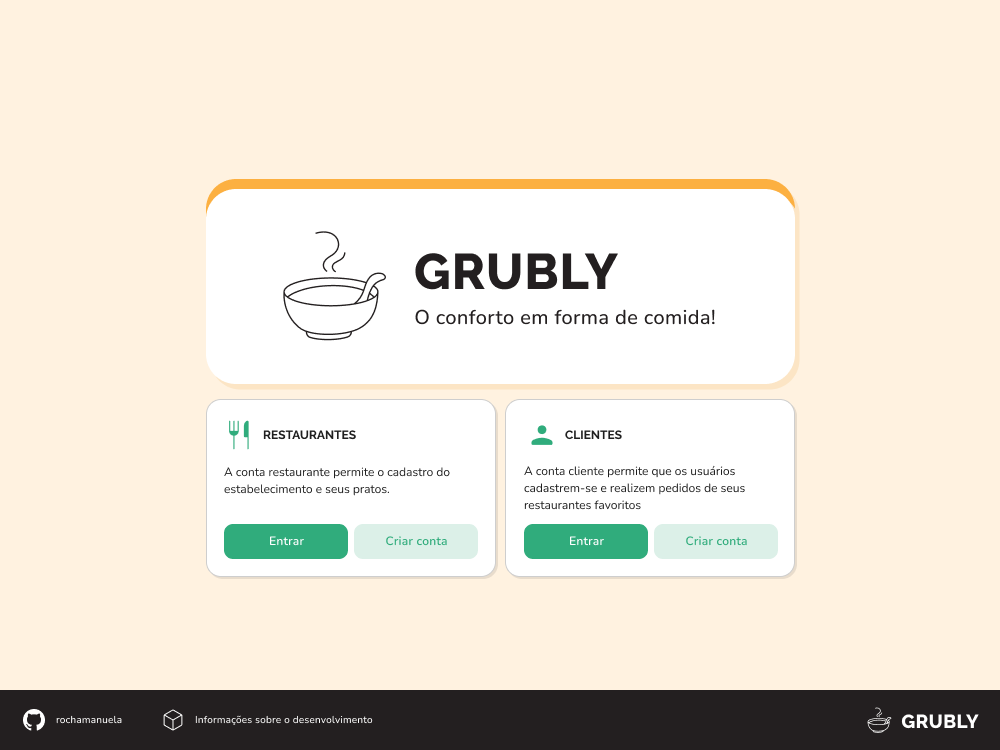 GRUBLY
O conforto em forma de comida!
RESTAURANTES
A conta restaurante permite o cadastro do
estabelecimento e seus pratos.
Entrar
Criar conta
CLIENTES
A conta cliente permite que os usuários
cadastrem-se e realizem pedidos de seus
restaurantes favoritos
Entrar
Criar conta
rochamanuela
Informações sobre o desenvolvimento
GRUBLY